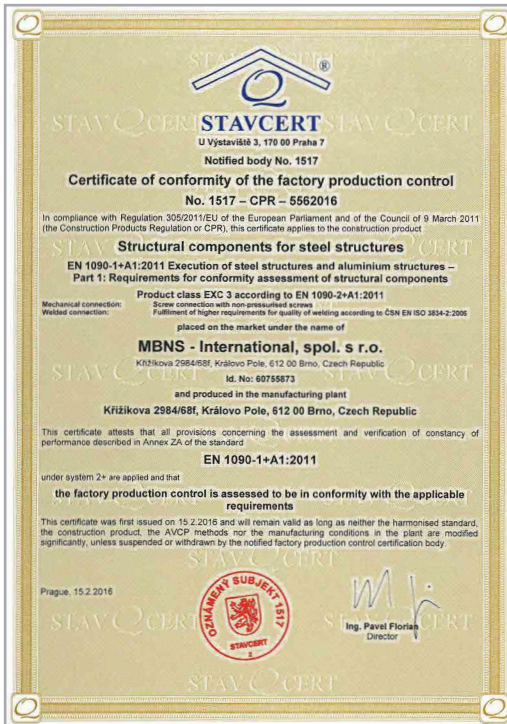 Q
Q
Q
®
STAVCERT
U Výstaviště 3, 170 00 Praha 7
Notified body No. 1517
Certificate of conformity of the factory production control
No. 1517 – CPR – 5562016
In compliance with Regulation 305/2011/EU of the European Parliament and of the Council of 9 March 2011
(the Construction Products Regulation or CPR), this certificate applies to the construction product
Structural components for steel structures
EN 1090-1+A1:2011 Execution of steel structures and aluminium structures –
Part 1: Requirements for conformity assessment of structural components
Product class EXC 3 according to EN 1090-2+A1:2011
Mechanical connection: Screw connection with non-pressurised screws
Welded connection: Fulfilment of higher requirements for quality of welding according to ČSN EN ISO 3834-2:2006
placed on the market under the name of
MBNS - International, spol. s r.o.
Křižíkova 2984/68f, Královo Pole, 612 00 Brno, Czech Republic
Id. No: 60755873
and produced in the manufacturing plant
Křižíkova 2984/68f, Královo Pole, 612 00 Brno, Czech Republic
This certificate attests that all provisions concerning the assessment and verification of constancy of
performance described in Annex ZA of the standard
EN 1090-1+A1:2011
under system 2+ are applied and that
the factory production control is assessed to be in conformity with the applicable
requirements
This certificate was first issued on 15.2.2016 and will remain valid as long as neither the harmonised standard,
the construction product, the AVCP methods nor the manufacturing conditions in the plant are modified
significantly, unless suspended or withdrawn by the notified factory production control certification body.
Prague, 15.2.2016
OZNÁMENÝ SUBJEKT 1517
STAVCERT
2
Ing. Pavel Florian
Director
STAV Q CERT
Q
Q